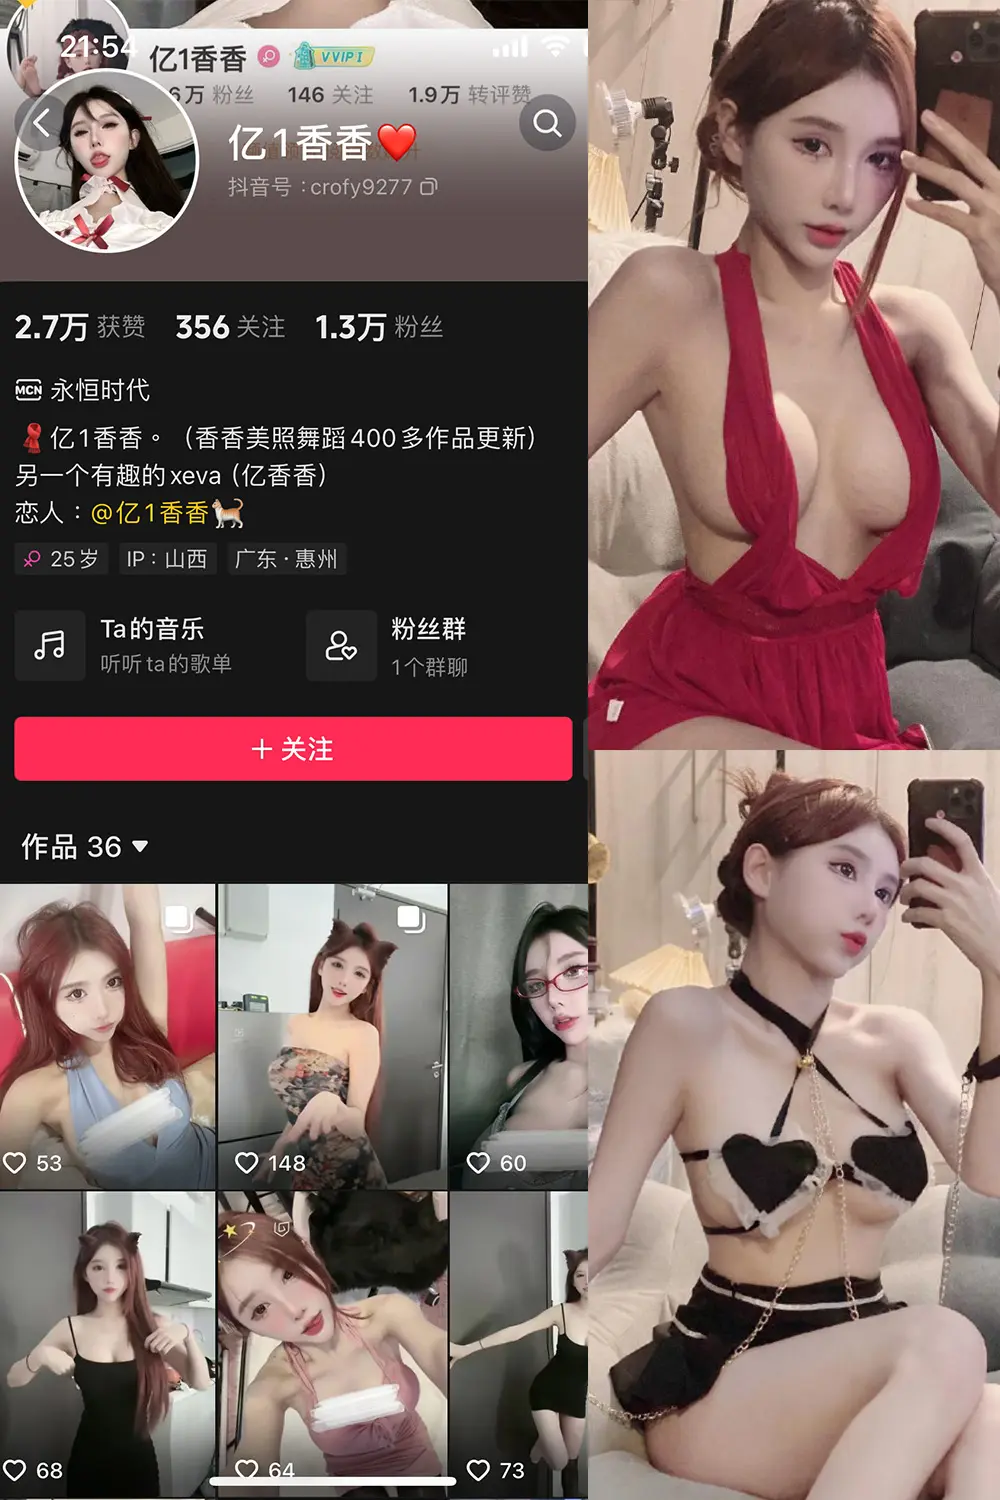 21:54
亿1香香
VVIP1
6万 粉丝 146 关注 1.9万 转评赞
亿1香香❤️
抖音号：crofy9277
2.7万 获赞 356 关注 1.3万 粉丝
MCN 永恒时代
亿1香香。（香香美照舞蹈400多作品更新）
另一个有趣的xeva（亿香香）
恋人：@亿1香香🐈
25岁 IP：山西 广东·惠州
Ta的音乐
听听ta的歌单
粉丝群
1个群聊
＋关注
作品 36
53
148
60
68
64
73